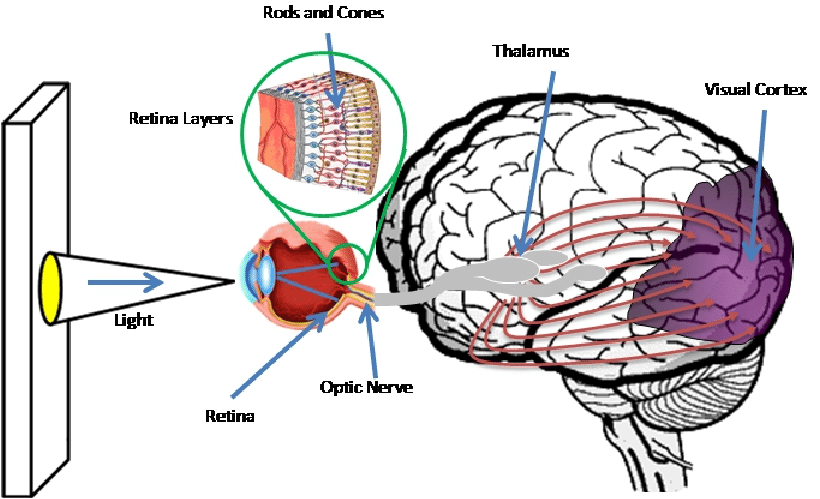 Rods and Cones
Thalamus
Visual Cortex
Retina Layers
Light
Optic Nerve
Retina